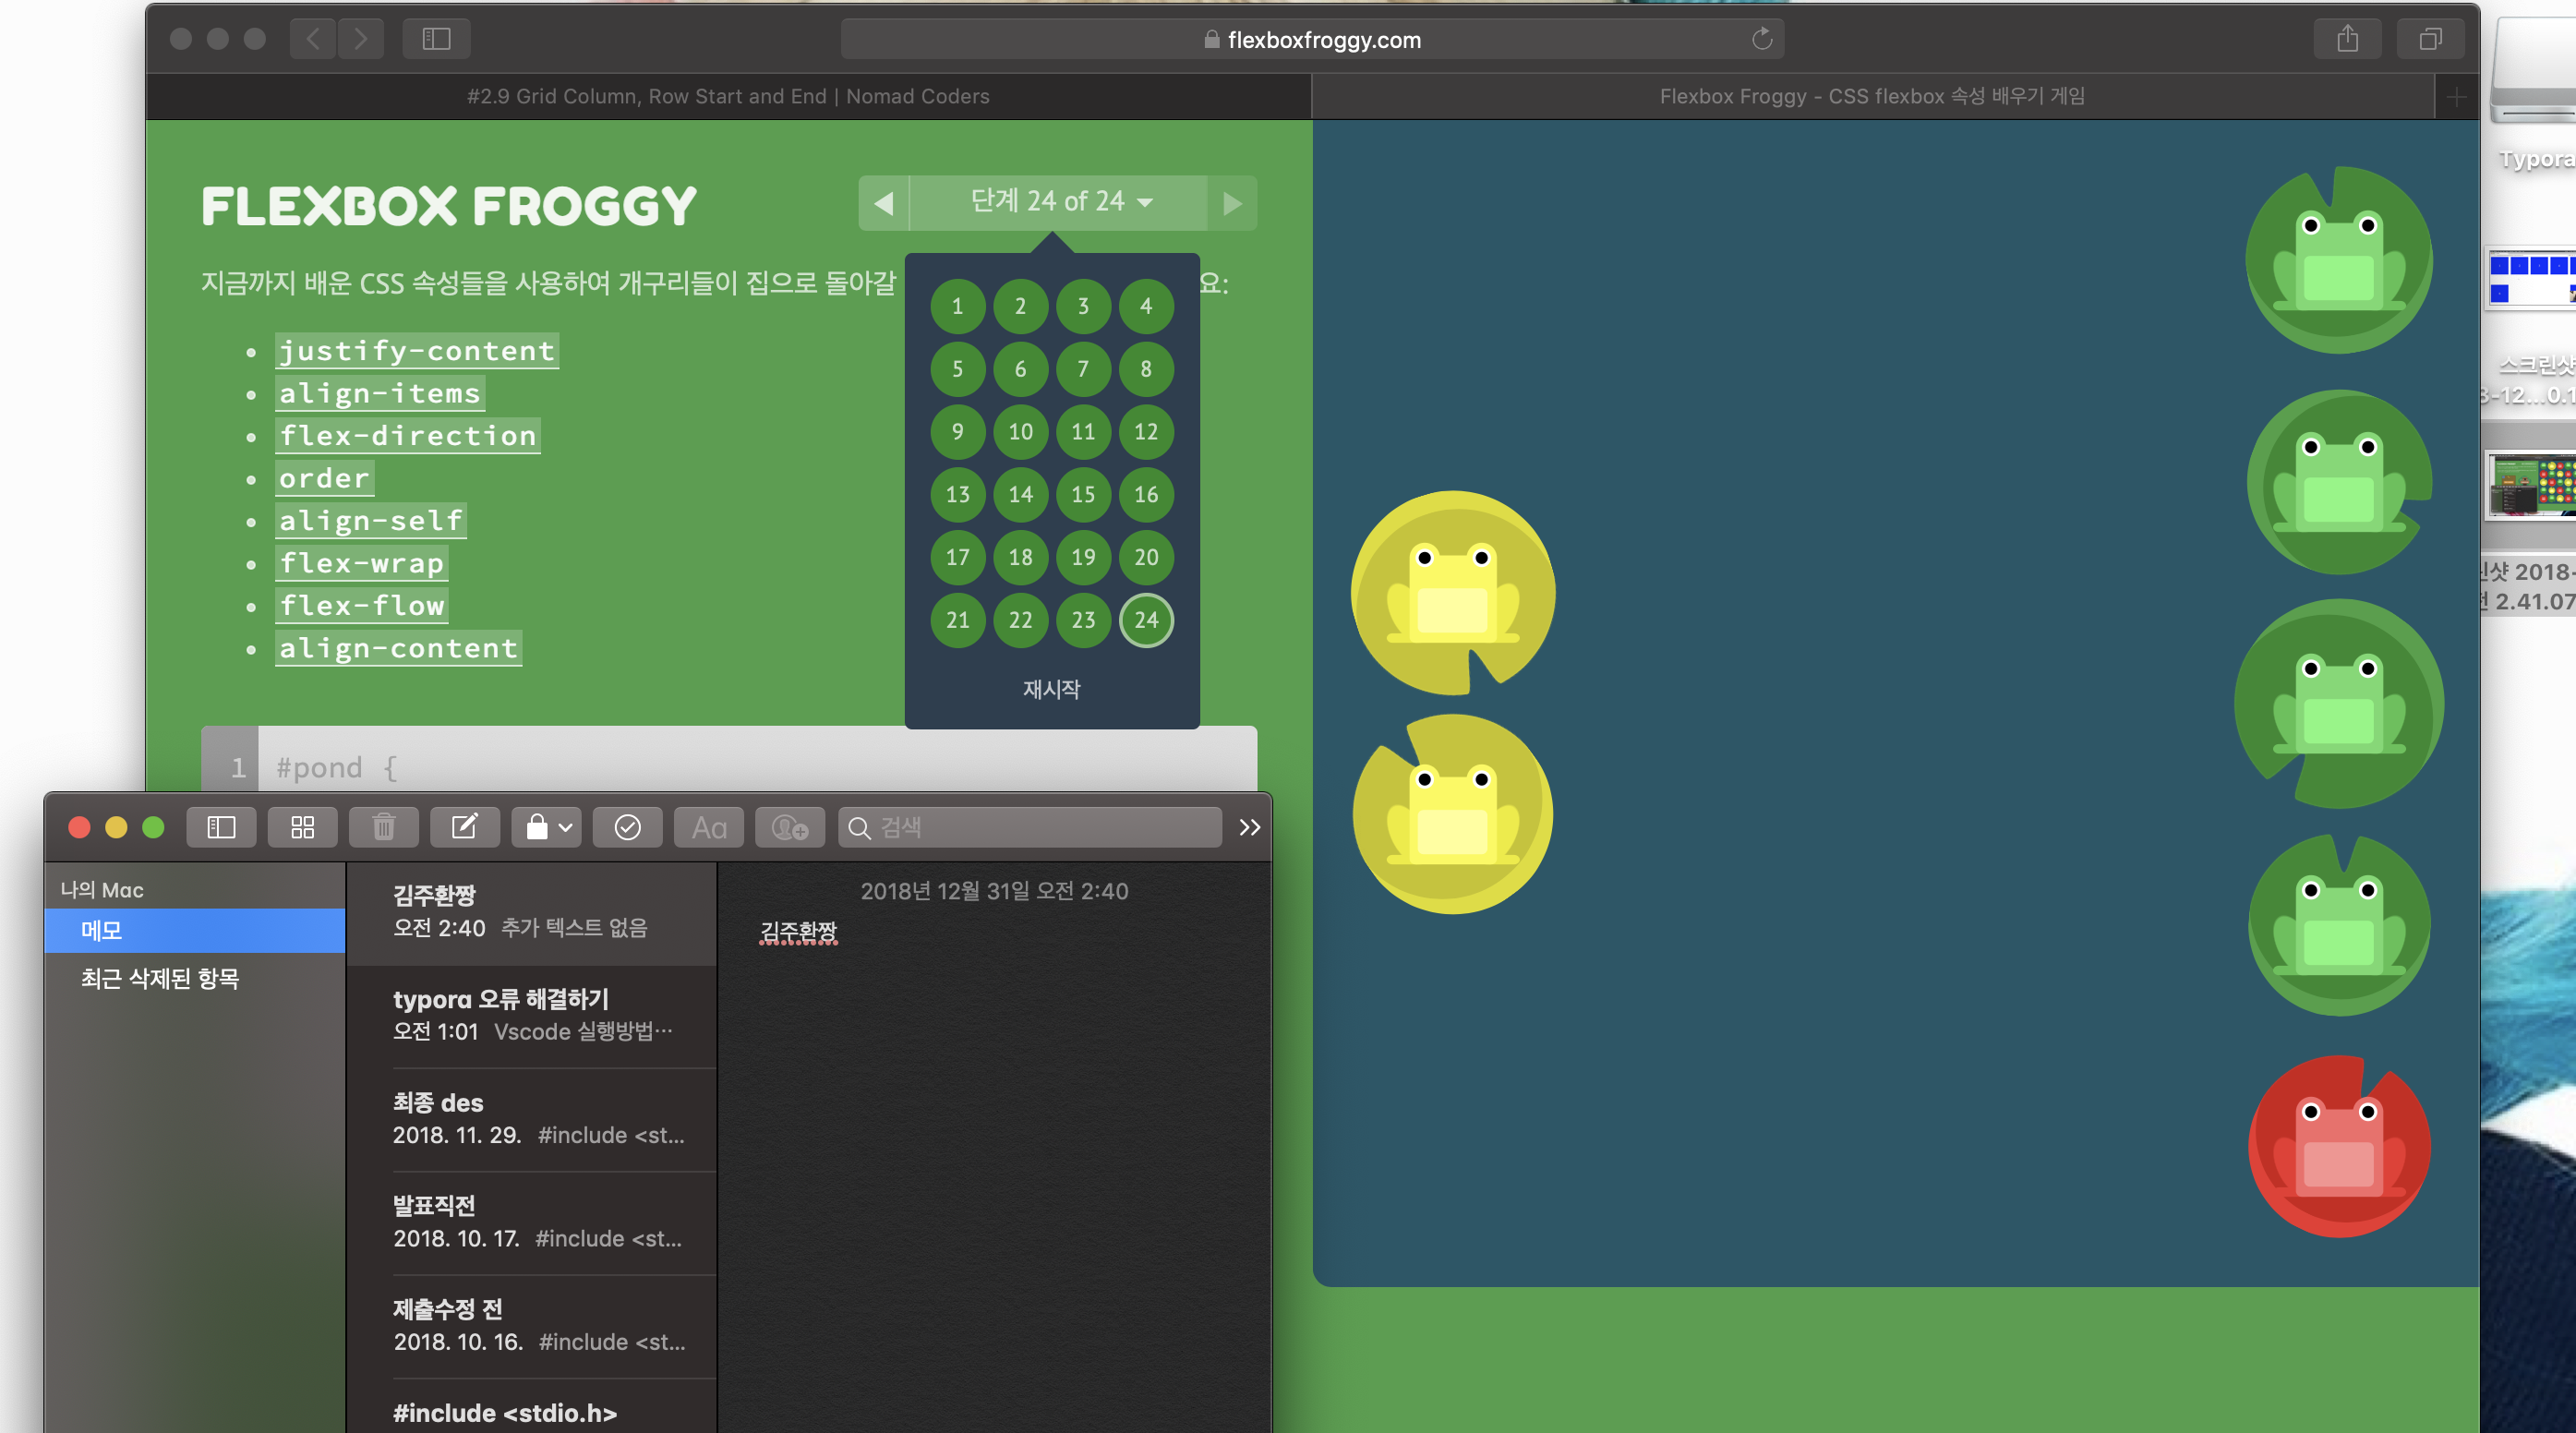 flexboxfroggy.com
#2.9 Grid Column, Row Start and End | Nomad Coders
Flexbox Froggy - CSS flexbox 속성 배우기 게임
FLEXBOX FROGGY
단계 24 of 24
지금까지 배운 CSS 속성들을 사용하여 개구리들이 집으로 돌아갈
요:
justify-content
align-items
flex-direction
order
align-self
flex-wrap
flex-flow
align-content
1 2 3 4
5 6 7 8
9 10 11 12
13 14 15 16
17 18 19 20
21 22 23 24
재시작
1 #pond {
Aa
검색
나의 Mac
메모
최근 삭제된 항목
김주환짱
오전 2:40 추가 텍스트 없음
typora 오류 해결하기
오전 1:01 Vscode 실행방법…
최종 des
2018. 11. 29. #include <st...
발표직전
2018. 10. 17. #include <st...
제출수정 전
2018. 10. 16. #include <st...
#include <stdio.h>
2018년 12월 31일 오전 2:40
김주환짱
Typora
스크린샷
-12...0.1
2018-
2.41.07